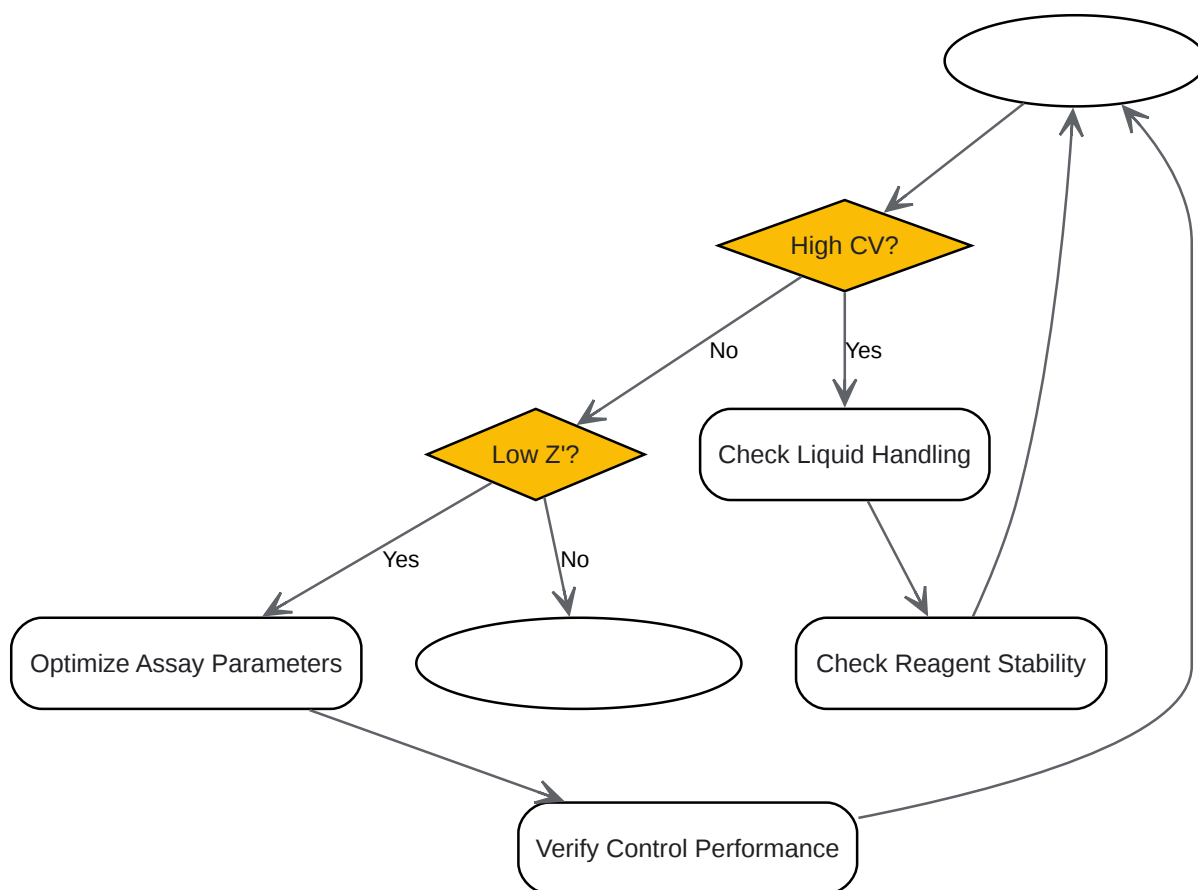 High CV?
No
Yes
Low Z'?
Check Liquid Handling
Yes
No
Optimize Assay Parameters
Check Reagent Stability
Verify Control Performance